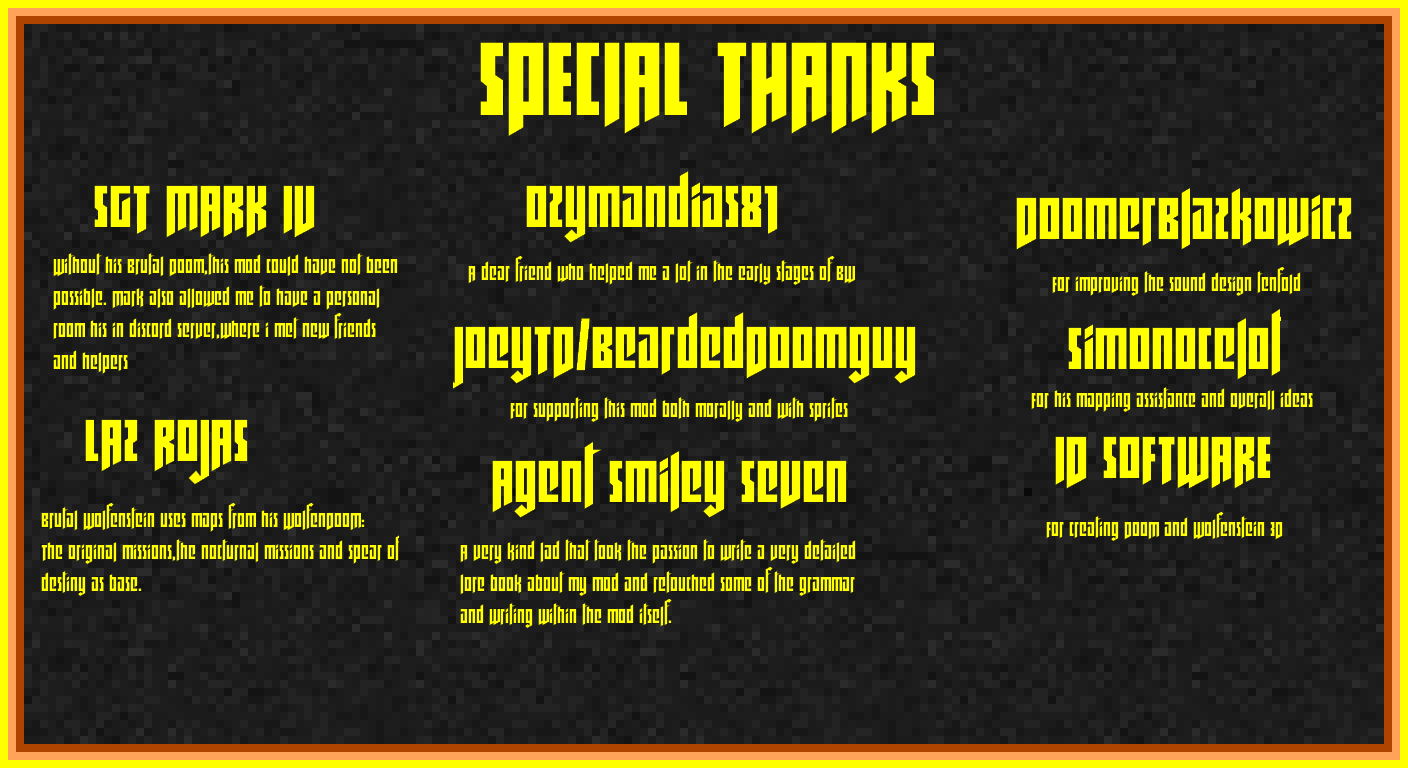 SPECIAL THANKS
SGT MARK IV
Without his Brutal Doom,this mod could have not been
possible. Mark also allowed me to have a personal
room his in discord server,where i met new friends
and helpers
LAZ ROJAS
Brutal Wolfenstein uses maps from his WolfenDoom:
The original missions,the nocturnal missions and spear of
destiny as base.
Ozymandias81
A dear friend who helped me a lot in the early stages of BW
JoeyTD/BeardedDoomguy
For supporting this mod both morally and with sprites
Agent Smiley Seven
A very kind lad that took the passion to write a very detailed
lore book about my mod and retouched some of the grammar
and writing within the mod itself.
DoomerBlazkowicz
For improving the sound design tenfold
Simonocelot
For his mapping assistance and overall ideas
ID SOFTWARE
For creating Doom and Wolfenstein 3D